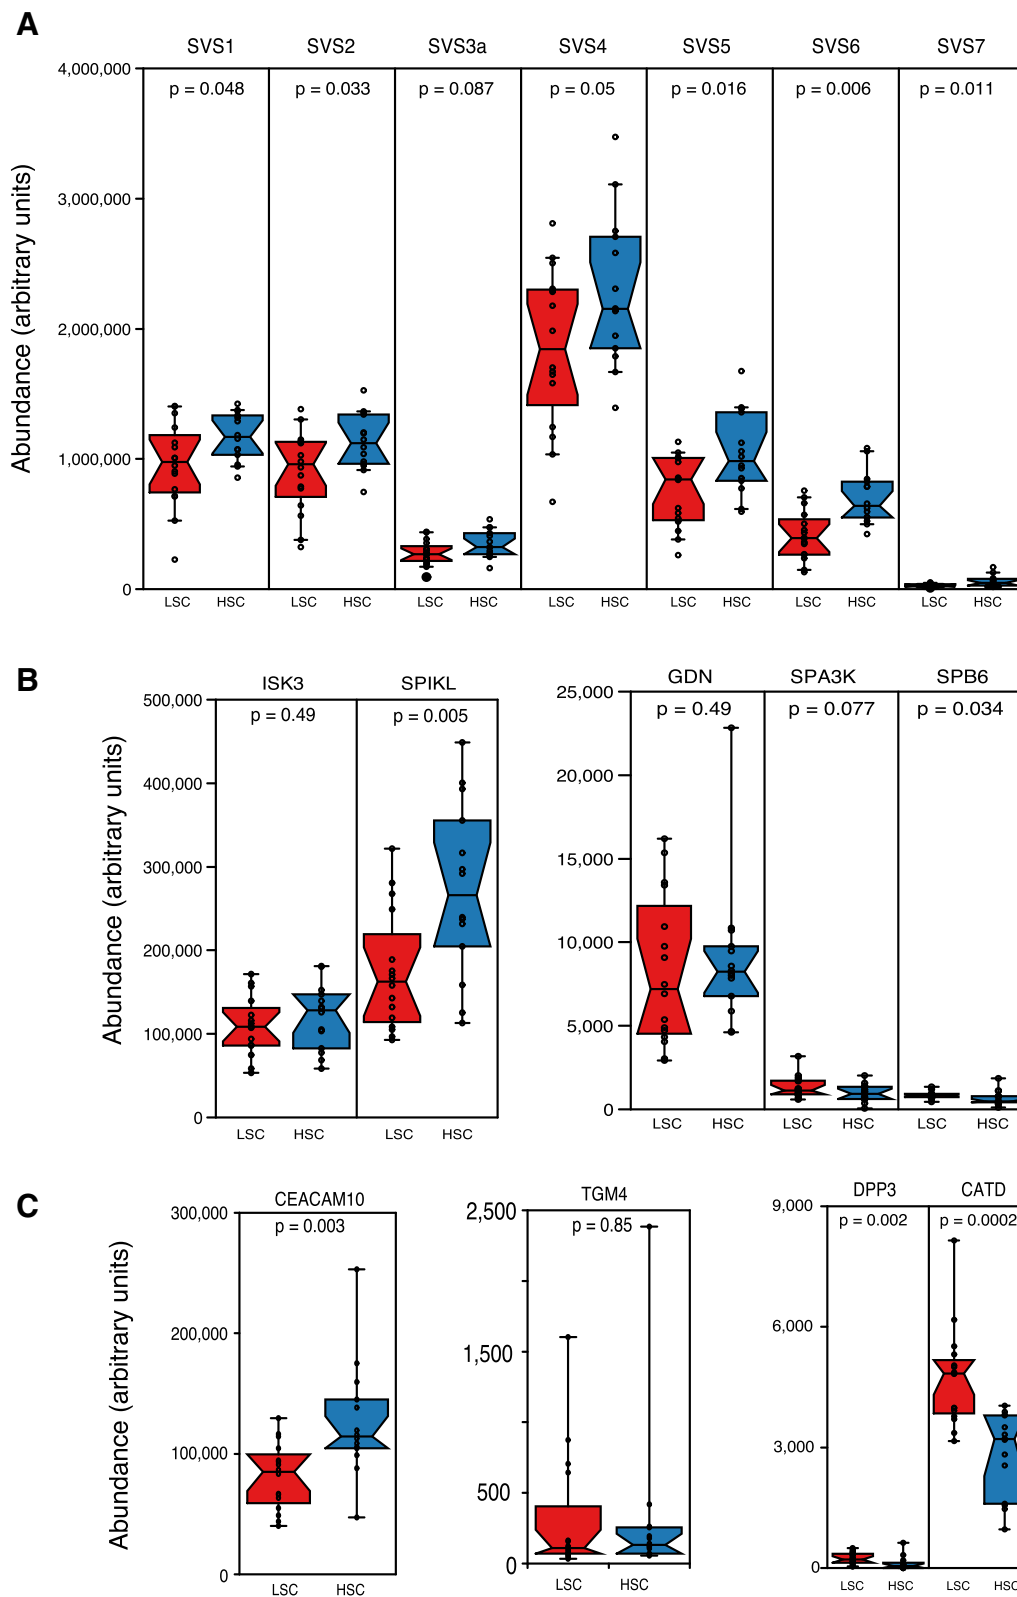 A
SVS1 SVS2 SVS3a SVS4 SVS5 SVS6 SVS7
4,000,000
p = 0.048 p = 0.033 p = 0.087 p = 0.05 p = 0.016 p = 0.006 p = 0.011
3,000,000
2,000,000
1,000,000
0
Abundance (arbitrary units)
LSC HSC LSC HSC LSC HSC LSC HSC LSC HSC LSC HSC LSC HSC
B
ISK3 SPIKL
500,000
p = 0.49 p = 0.005
400,000
300,000
200,000
100,000
0
Abundance (arbitrary units)
LSC HSC LSC HSC
GDN SPA3K SPB6
25,000
p = 0.49 p = 0.077 p = 0.034
20,000
15,000
10,000
5,000
0
LSC HSC LSC HSC LSC HSC
C
CEACAM10
300,000
p = 0.003
200,000
100,000
0
Abundance (arbitrary units)
LSC HSC
TGM4
2,500
p = 0.85
1,500
500
0
LSC HSC
DPP3 CATD
9,000
p = 0.002 p = 0.0002
6,000
3,000
0
LSC HSC LSC HSC